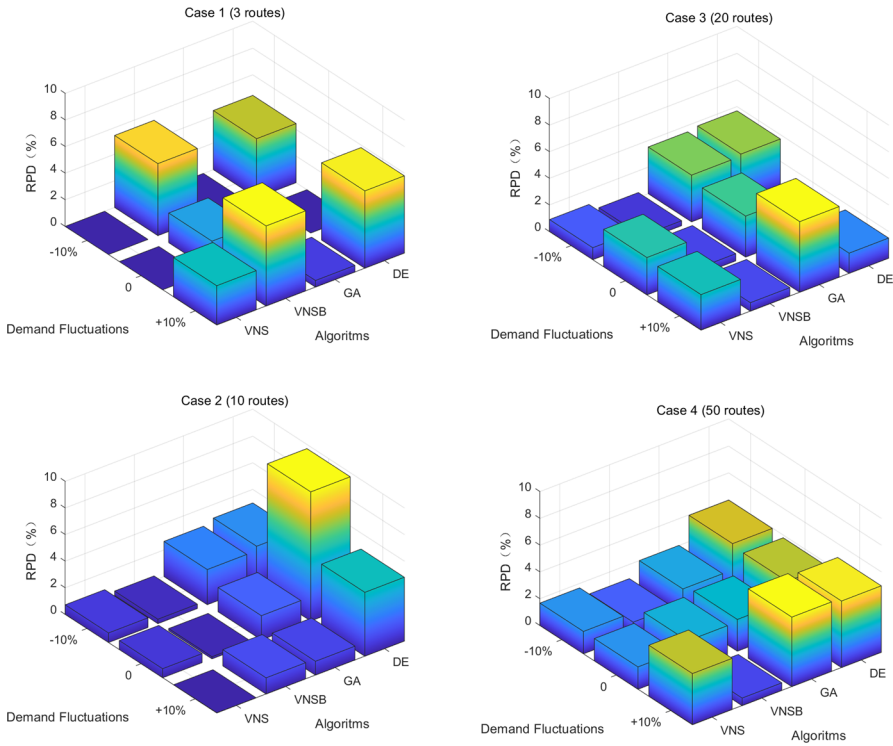 Case 1 (3 routes)
10
8
6
4
2
0
RPD（%）
-10%
0
+10%
Demand Fluctuations
VNS
VNSB
GA
DE
Algoritms
Case 3 (20 routes)
10
8
6
4
2
0
RPD（%）
-10%
0
+10%
Demand Fluctuations
VNS
VNSB
GA
DE
Algoritms
Case 2 (10 routes)
10
8
6
4
2
0
RPD（%）
-10%
0
+10%
Demand Fluctuations
VNS
VNSB
GA
DE
Algoritms
Case 4 (50 routes)
10
8
6
4
2
0
RPD（%）
-10%
0
+10%
Demand Fluctuations
VNS
VNSB
GA
DE
Algoritms